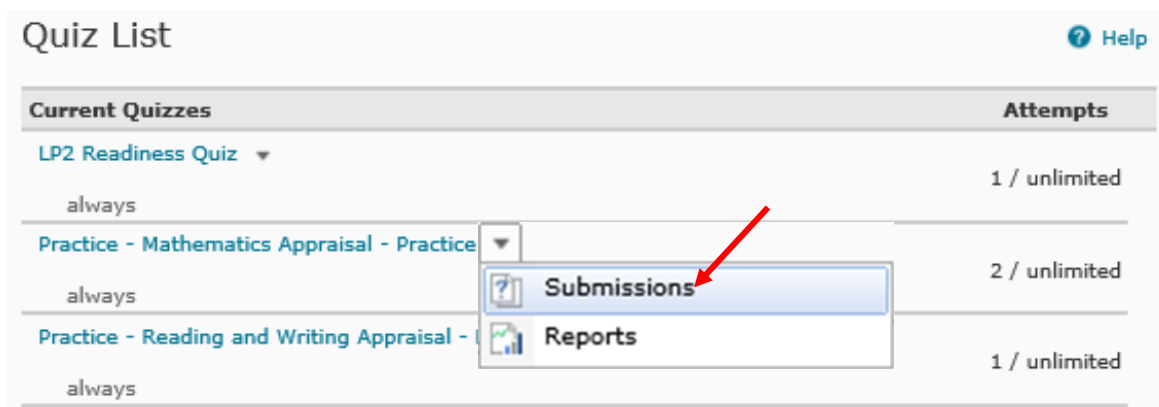 Quiz List
Help
Current Quizzes Attempts
LP2 Readiness Quiz
1 / unlimited
always
Practice - Mathematics Appraisal - Practice
2 / unlimited
Submissions
always
Practice - Reading and Writing Appraisal -
Reports
1 / unlimited
always